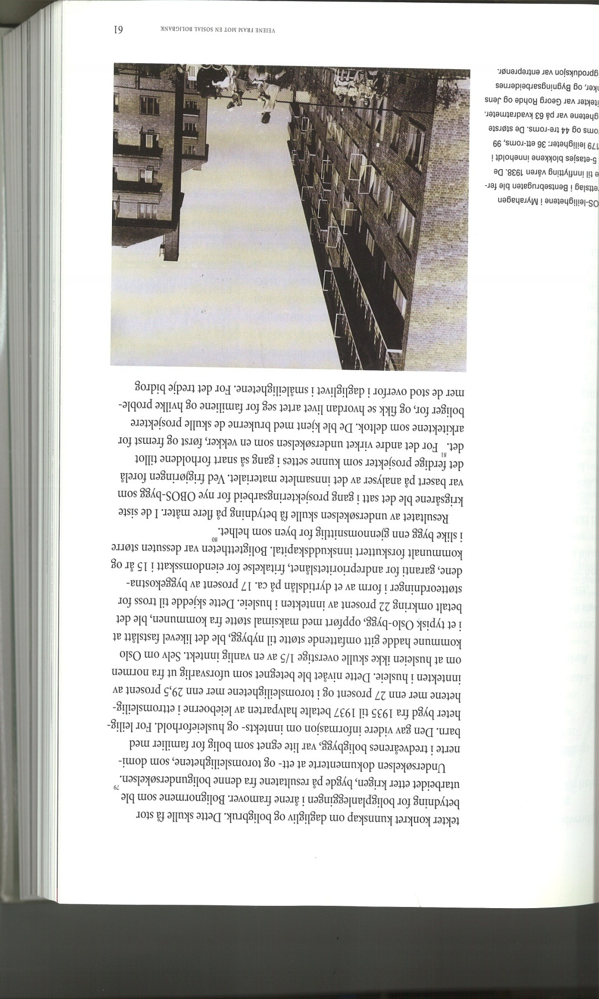 tekter konkret kunnskap om dagligliv og boligbruk. Dette skulle få stor
betydning for boligplanleggingen i årene framover. Bolignormene som ble
utarbeidet etter krigen, bygde på resultatene fra denne boligundersøkelsen.79
Undersøkelsen dokumenterte at ett- og toromsleilighetene, som domi-
nerte i tredveårenes boligbygg, var lite egnet som bolig for familier med
barn. Den gav videre informasjon om inntekts- og husleieforhold. For leilig-
heter bygd fra 1935 til 1937 betalte halvparten av leieboerne i ettromsleilig-
hetene mer enn 27 prosent og i toromsleilighetene mer enn 29,5 prosent av
inntekten i husleie. Dette nivået ble betegnet som uforsvarlig ut fra normen
om at husleien ikke skulle overstige 1/5 av en vanlig inntekt. Selv om Oslo
kommune hadde gitt omfattende støtte til nybygg, ble det likevel fastslått at
i et typisk Oslo-bygg, oppført med maksimal støtte fra kommunen, ble det
betalt omkring 22 prosent av inntekten i husleie. Dette skjedde til tross for
støtteordninger i form av et dyrtidslån på ca. 17 prosent av byggekostna-
dene, garanti for andreprioritetslånet, fritakelse for eiendomsskatt i 15 år og
kommunalt forskuttert innskuddskapital. Boligtettheten var dessuten større
i slike bygg enn gjennomsnittlig for byen som helhet.80
Resultatet av undersøkelsen skulle få betydning på flere måter. I de siste
krigsårene ble det satt i gang prosjekteringsarbeid for nye OBOS-bygg som
var basert på analyser av det innsamlete materialet. Ved frigjøringen forelå
det ferdige prosjekter som kunne settes i gang så snart forholdene tillot
det.81 For det andre virket undersøkelsen som en vekker, først og fremst for
arkitektene som deltok. De ble kjent med brukerne de skulle prosjektere
boliger for, og fikk se hvordan livet artet seg for familiene og hvilke proble-
mer de stod overfor i dagliglivet i småleilighetene. For det tredje bidrog
OS-leilighetene i Myrahagen
rettslag i Bentsebrugaten ble fer-
e til innflytting våren 1938. De
5-etasjes blokkene inneholdt i
179 leiligheter: 36 ett-roms, 99
roms og 44 tre-roms. De største
ghetene var på 63 kvadratmeter.
itekter var Georg Rohde og Jens
nker, og Bygningsarbeidernes
gproduksjon var entreprenør.
VEIENE FRAM MOT EN SOSIAL BOLIGBANK
61